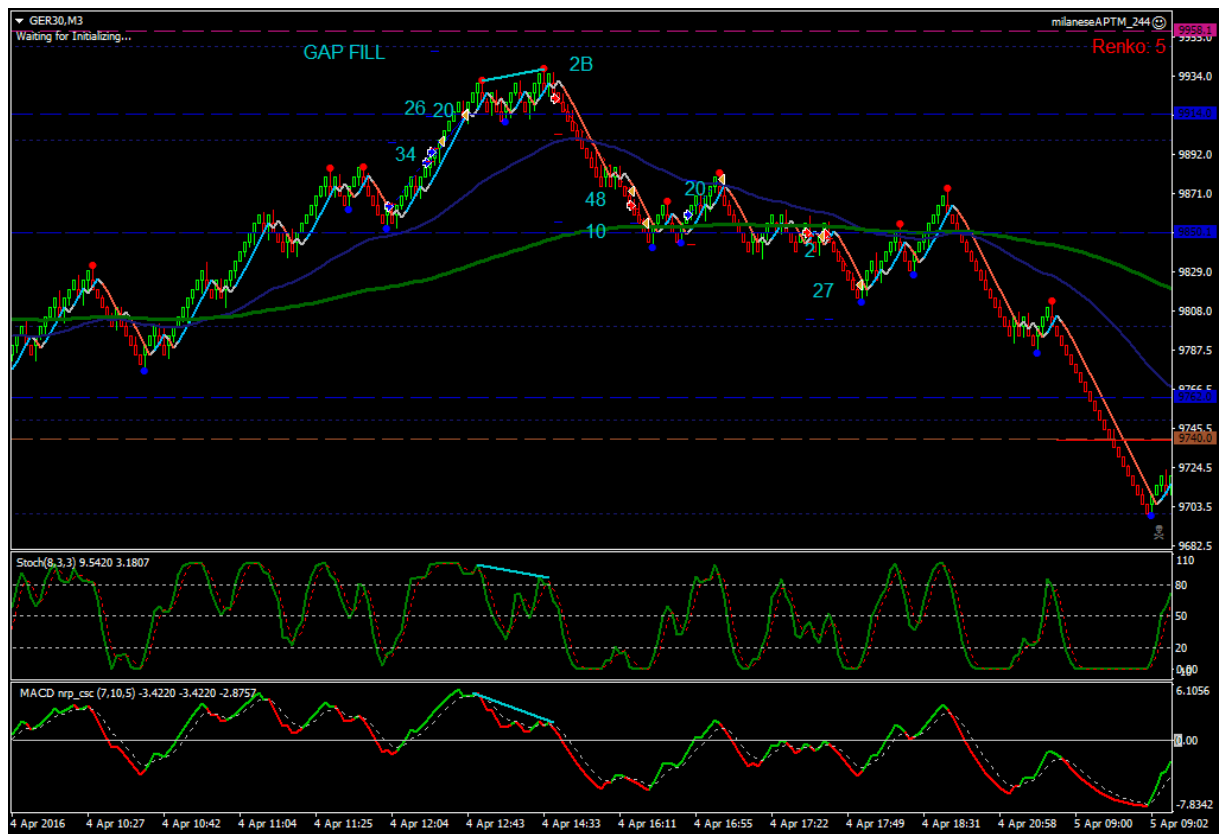 GER30,M3
milaneseAPTM_244
Waiting for Initializing...
9958.1
9955.0
Renko: 5
GAP FILL
2B
9934.0
26
20
9914.0
34
9892.0
9871.0
20
48
10
9850.1
2
9829.0
27
9808.0
9787.5
9766.5
9762.0
9745.5
9740.0
9724.5
9703.5
9682.5
Stoch(8,3,3) 9.5420 3.1807
110
80
50
20
0.00
MACD nrp_csc (7,10,5) -3.4220 -3.4220 -2.8757
6.1056
0.00
-7.8342
4 Apr 2016
4 Apr 10:27
4 Apr 10:42
4 Apr 11:04
4 Apr 11:25
4 Apr 12:04
4 Apr 12:43
4 Apr 14:33
4 Apr 16:11
4 Apr 16:55
4 Apr 17:22
4 Apr 17:49
4 Apr 18:31
4 Apr 20:58
5 Apr 09:00
5 Apr 09:02